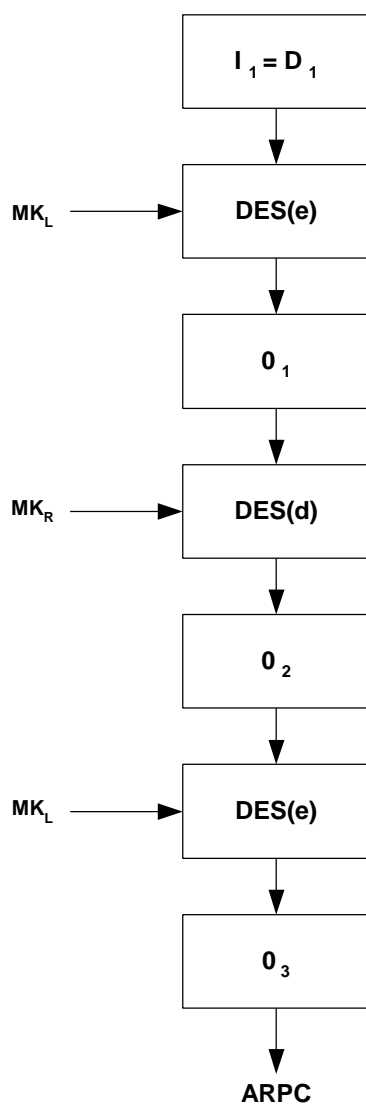 I 1 = D 1
MKL
DES(e)
0 1
MKR
DES(d)
0 2
MKL
DES(e)
0 3
ARPC